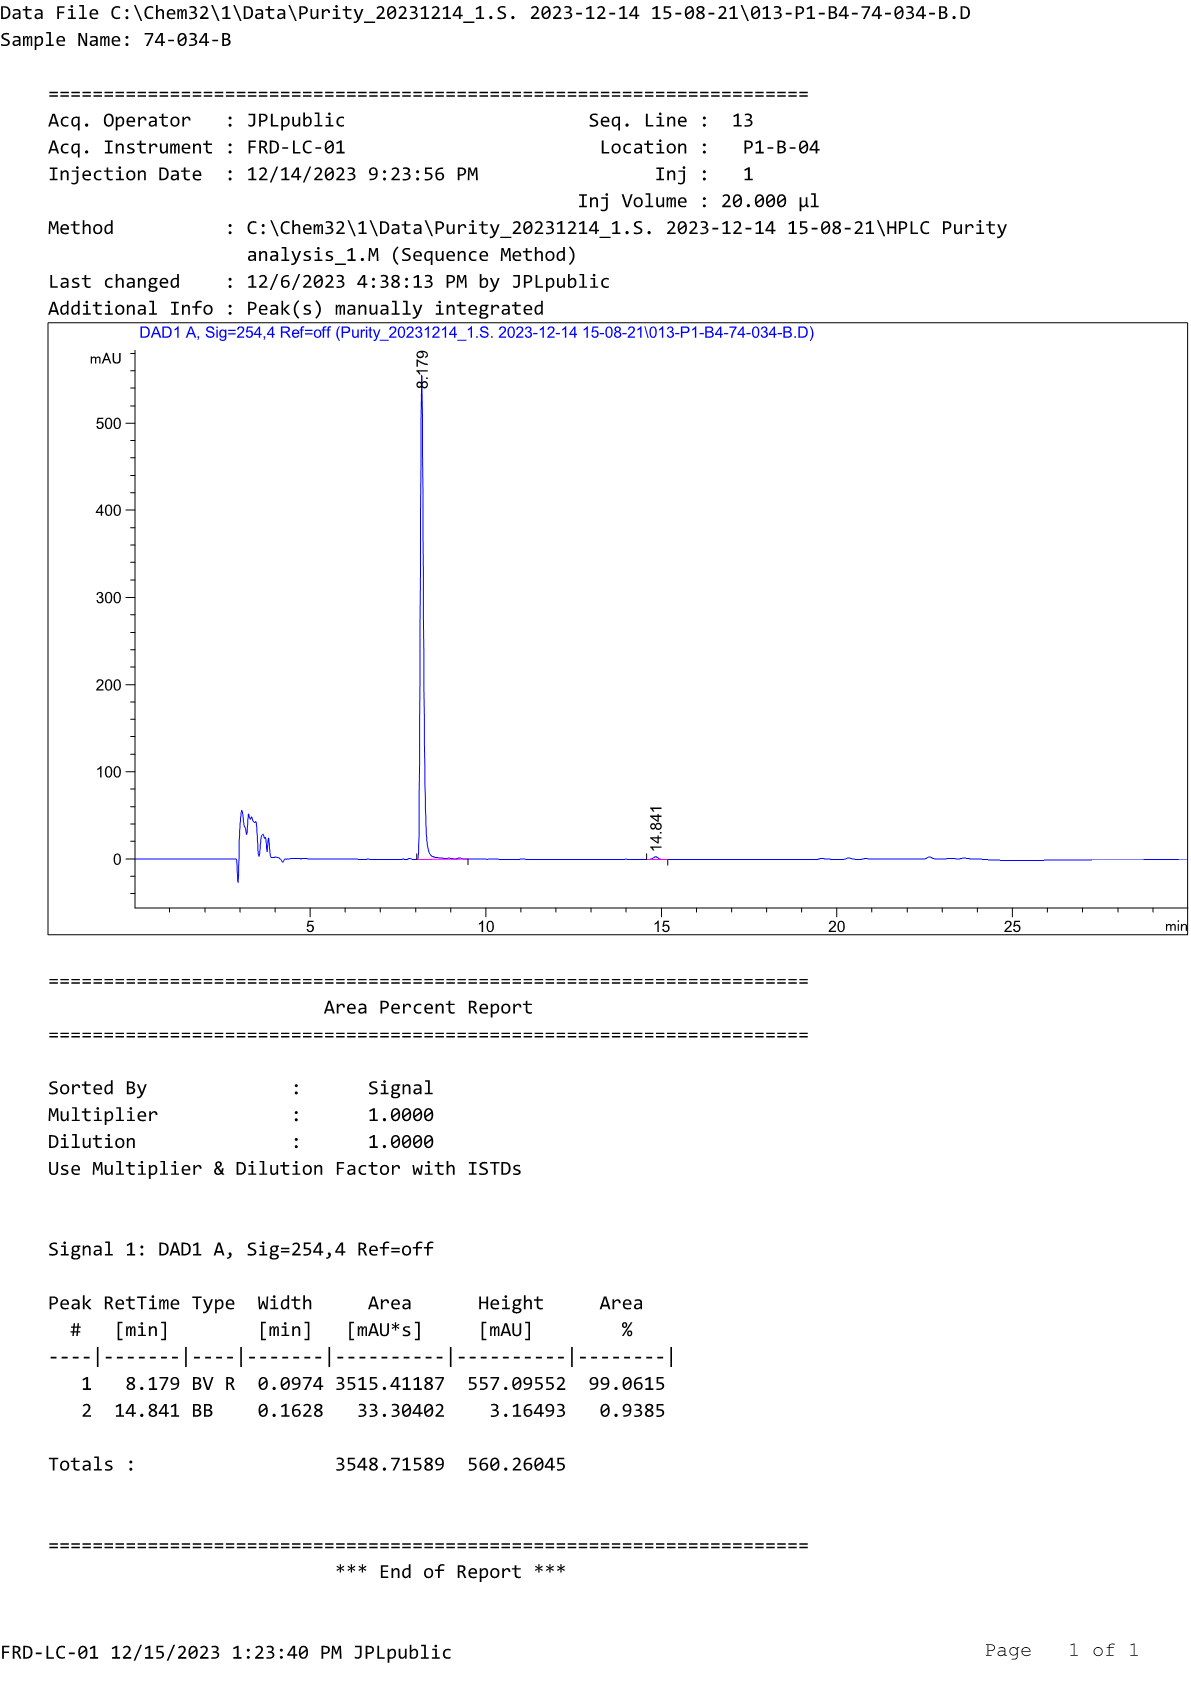 Data File C:\Chem32\1\Data\Purity_20231214_1.S. 2023-12-14 15-08-21\013-P1-B4-74-034-B.D
Sample Name: 74-034-B
=====================================================================
Acq. Operator   : JPLpublic                      Seq. Line :  13
Acq. Instrument : FRD-LC-01                       Location :   P1-B-04
Injection Date  : 12/14/2023 9:23:56 PM                Inj :   1
Inj Volume : 20.000 µl
Method          : C:\Chem32\1\Data\Purity_20231214_1.S. 2023-12-14 15-08-21\HPLC Purity
analysis_1.M (Sequence Method)
Last changed    : 12/6/2023 4:38:13 PM by JPLpublic
Additional Info : Peak(s) manually integrated
DAD1 A, Sig=254,4 Ref=off (Purity_20231214_1.S. 2023-12-14 15-08-21\013-P1-B4-74-034-B.D)
mAU
8.179
500
400
300
200
100
14.841
0
5 10 15 20 25 min
=====================================================================
Area Percent Report
=====================================================================
Sorted By             :      Signal
Multiplier            :      1.0000
Dilution              :      1.0000
Use Multiplier & Dilution Factor with ISTDs
Signal 1: DAD1 A, Sig=254,4 Ref=off
Peak RetTime Type  Width     Area      Height     Area
#   [min]        [min]   [mAU*s]     [mAU]        %
----|-------|----|-------|----------|----------|--------|
1   8.179 BV R  0.0974 3515.41187  557.09552  99.0615
2  14.841 BB    0.1628   33.30402    3.16493   0.9385
Totals :                  3548.71589  560.26045
=====================================================================
*** End of Report ***
FRD-LC-01 12/15/2023 1:23:40 PM JPLpublic
Page   1 of 1